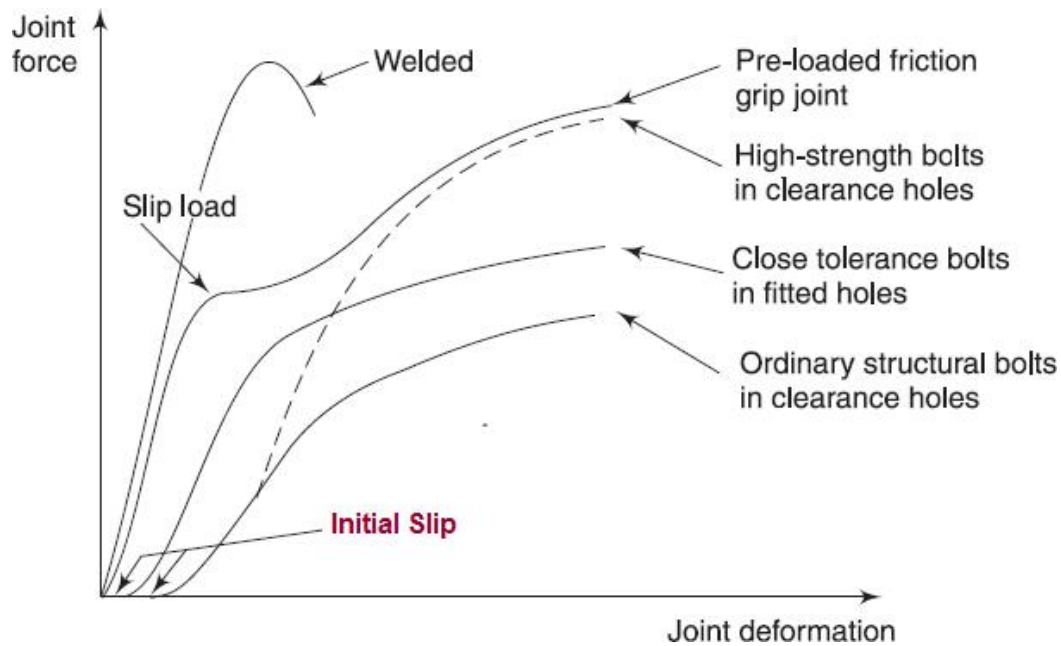 Joint
force
Welded
Pre-loaded friction
grip joint
High-strength bolts
in clearance holes
Slip load
Close tolerance bolts
in fitted holes
Ordinary structural bolts
in clearance holes
Initial Slip
Joint deformation